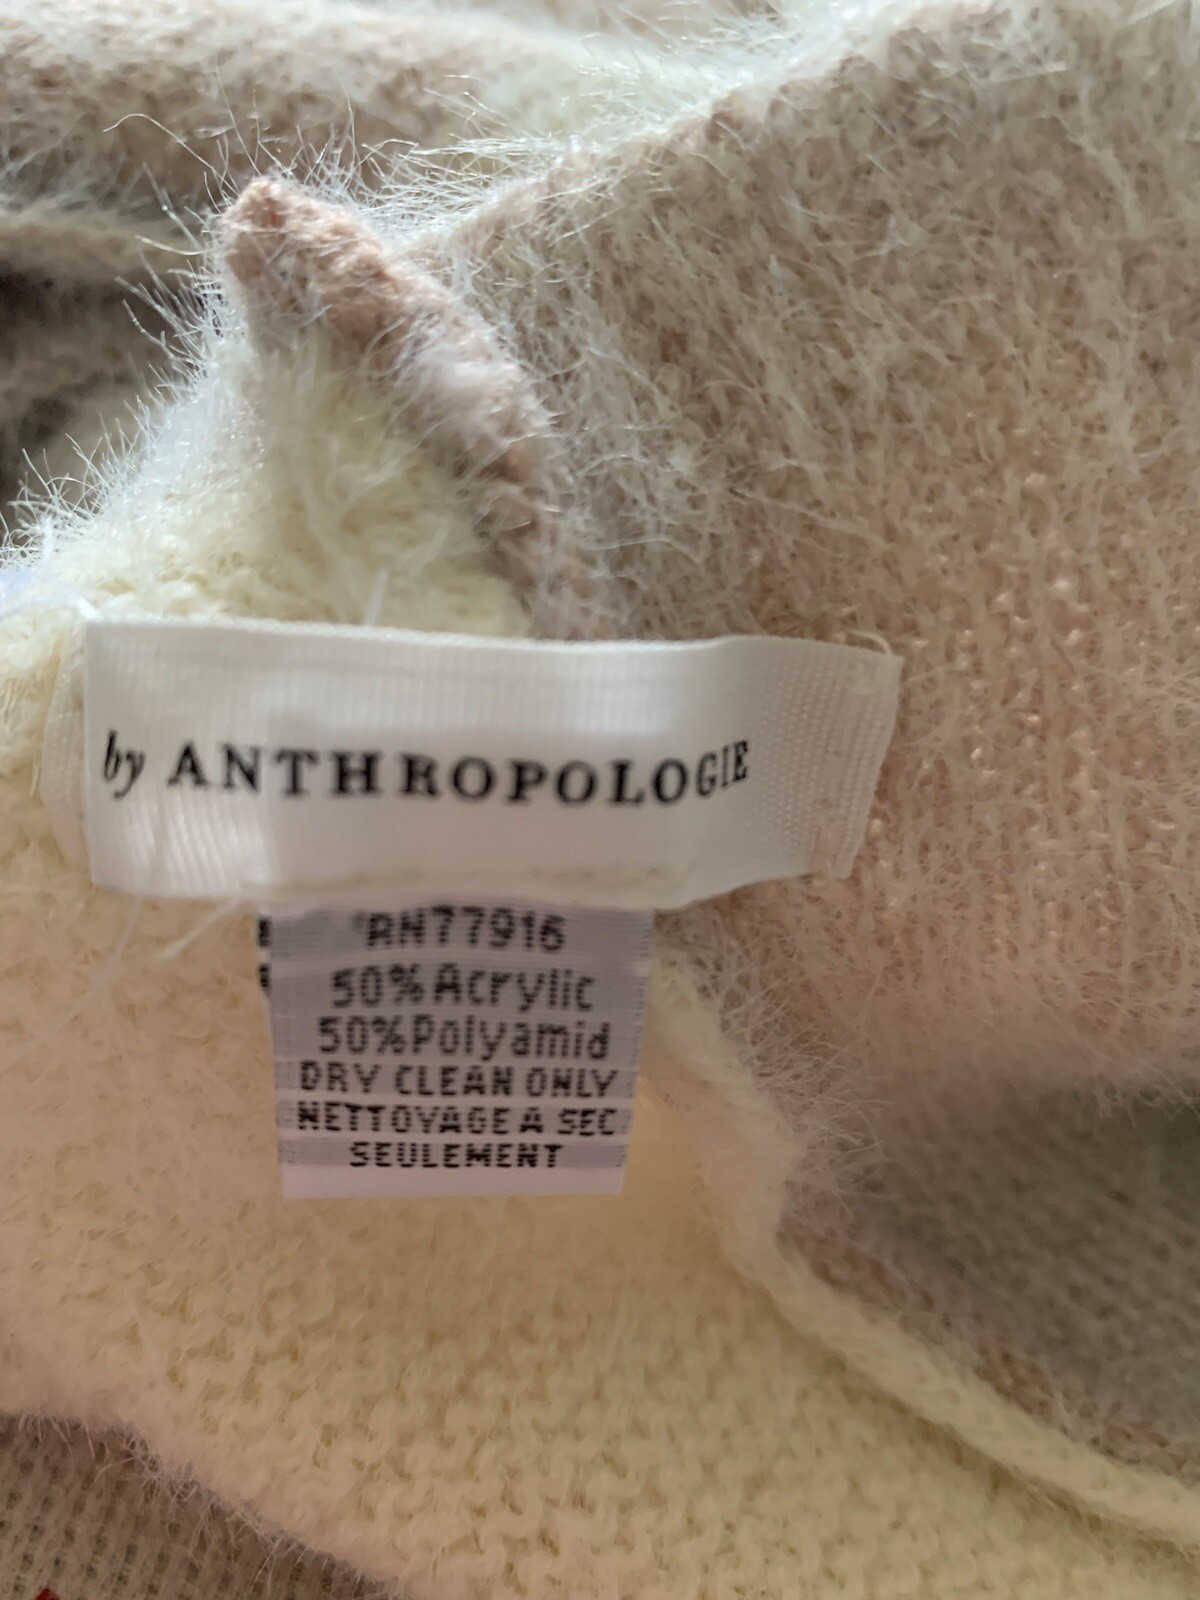 by ANTHROPOLOGIE
RN77916
50%Acrylic
50%Polyamid
DRY CLEAN ONLY
NETTOYAGE A SEC
SEULEMENT